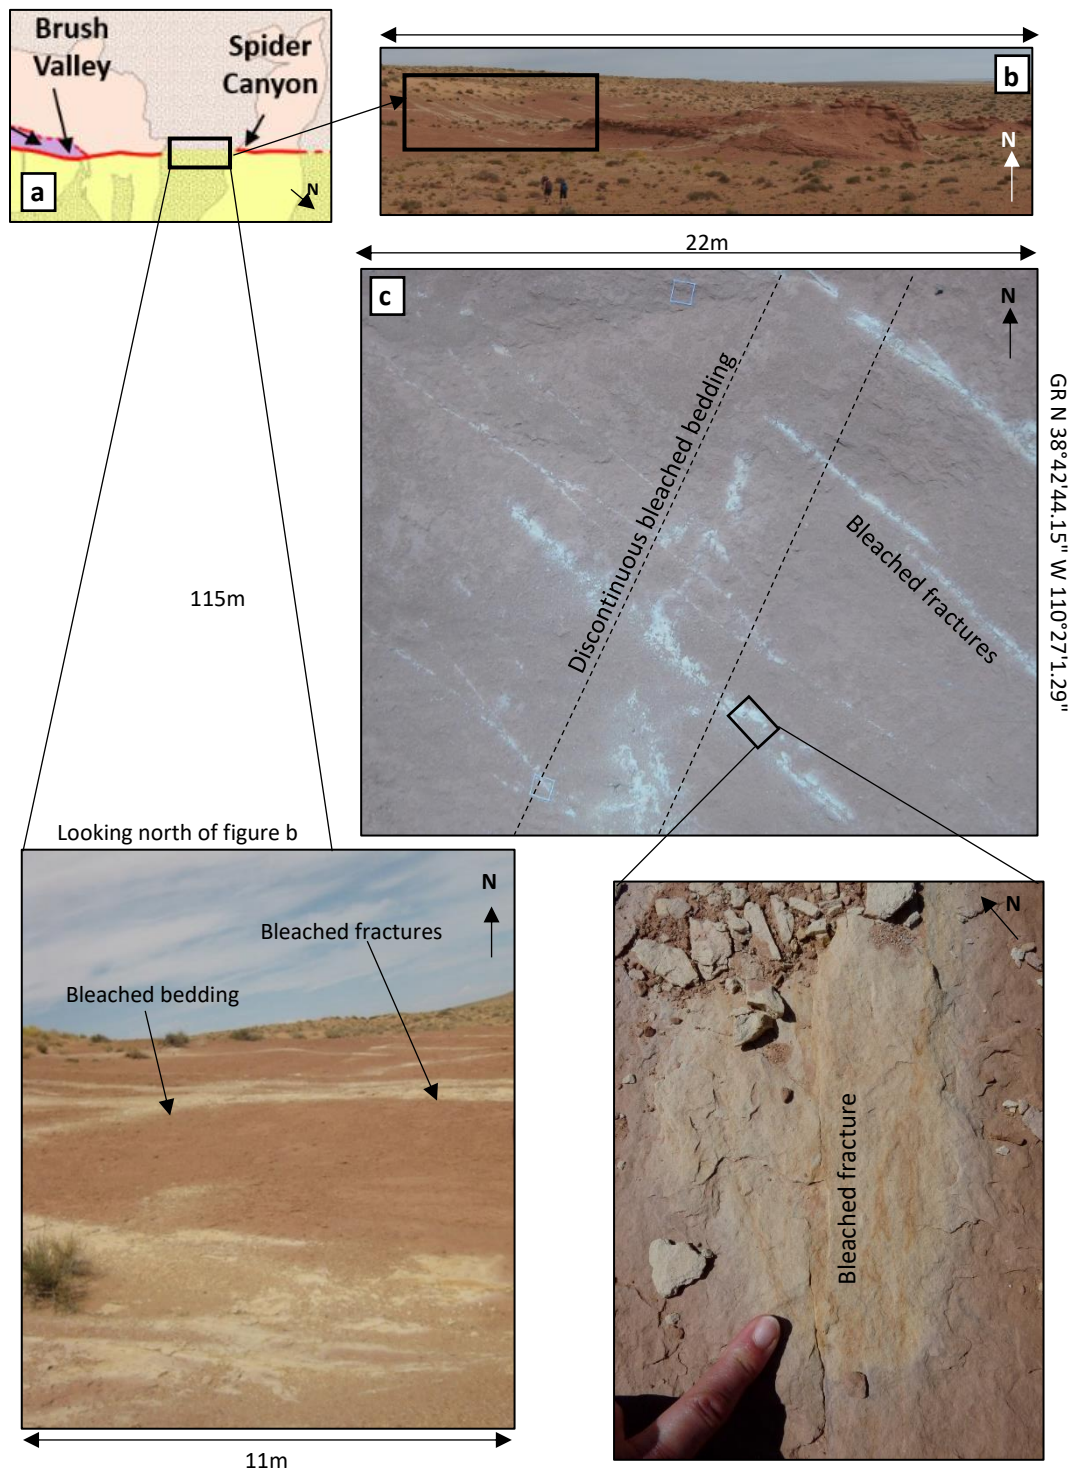 Brush
Valley
Spider
Canyon
a
N
b
N
22m
c
N
Discontinuous bleached bedding
Bleached fractures
GR N 38°42'44.15" W 110°27'1.29"
115m
Looking north of figure b
N
Bleached fractures
Bleached bedding
11m
N
Bleached fracture